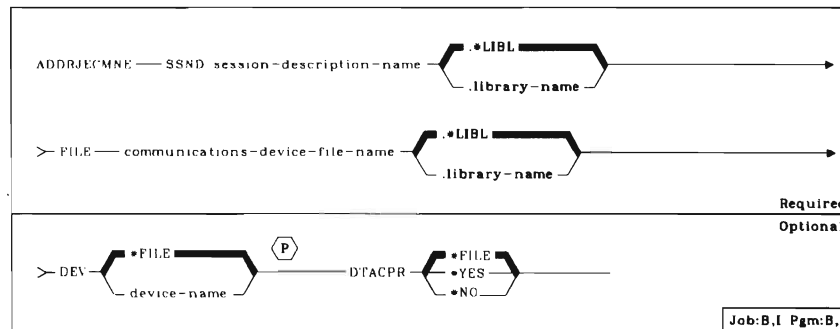 .*LIBL
ADDRJECMNE SSND session-description-name
.library-name
.*LIBL
FILE communications-device-file-name
.library-name
Required
Optional
*FILE P *FILE
DEV DTACPR *YES
device-name *NO
Job:B,I Pgm:B,